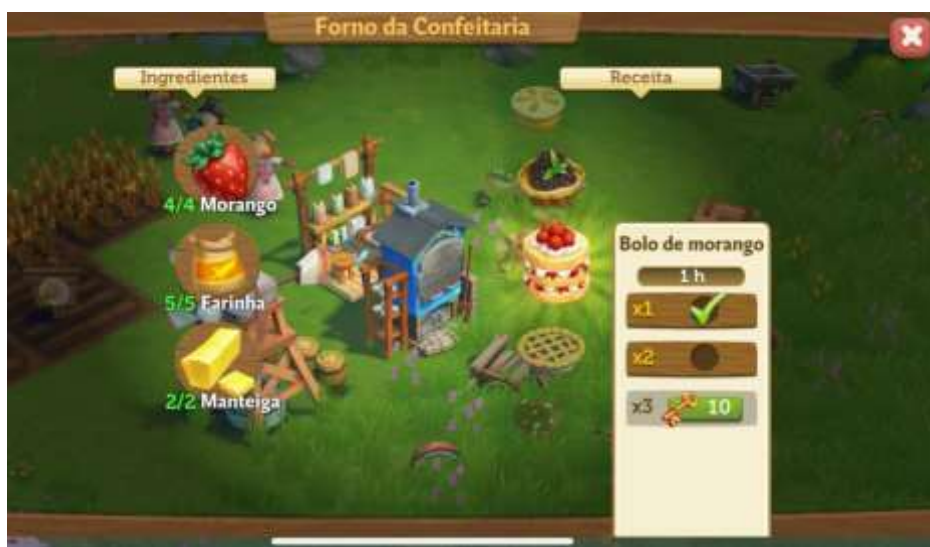 Forno da Confeitaria
Ingredientes
Receita
4/4 Morango
5/5 Farinha
2/2 Manteiga
Bolo de morango
1 h
x1
x2
x3 10